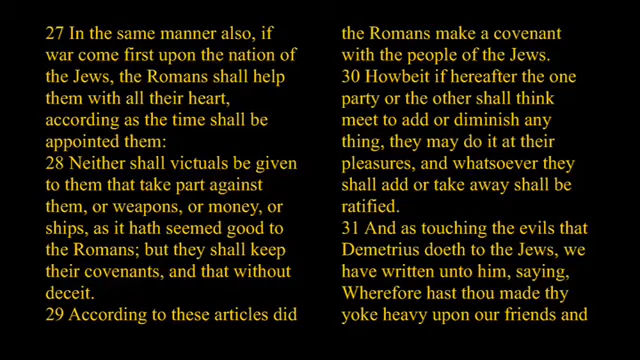 27 In the same manner also, if
war come first upon the nation of
the Jews, the Romans shall help
them with all their heart,
according as the time shall be
appointed them:
28 Neither shall victuals be given
to them that take part against
them, or weapons, or money, or
ships, as it hath seemed good to
the Romans; but they shall keep
their covenants, and that without
deceit.
29 According to these articles did
the Romans make a covenant
with the people of the Jews.
30 Howbeit if hereafter the one
party or the other shall think
meet to add or diminish any
thing, they may do it at their
pleasures, and whatsoever they
shall add or take away shall be
ratified.
31 And as touching the evils that
Demetrius doeth to the Jews, we
have written unto him, saying,
Wherefore hast thou made thy
yoke heavy upon our friends and